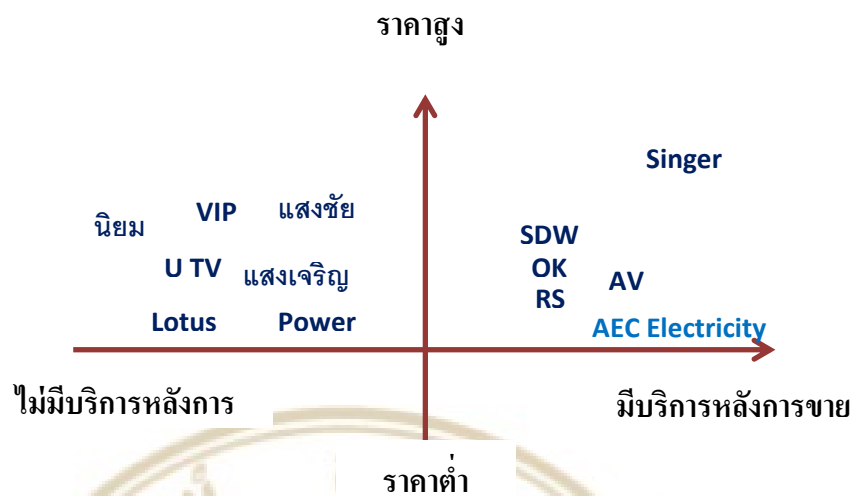 ราคาสูง
Singer
VIP แสงชัย
นิยม
SDW
U TV แสงเจริญ
OK
AV
RS
Lotus Power
AEC Electricity
ไม่มีบริการหลังการ
มีบริการหลังการขาย
ราคาต่ำ